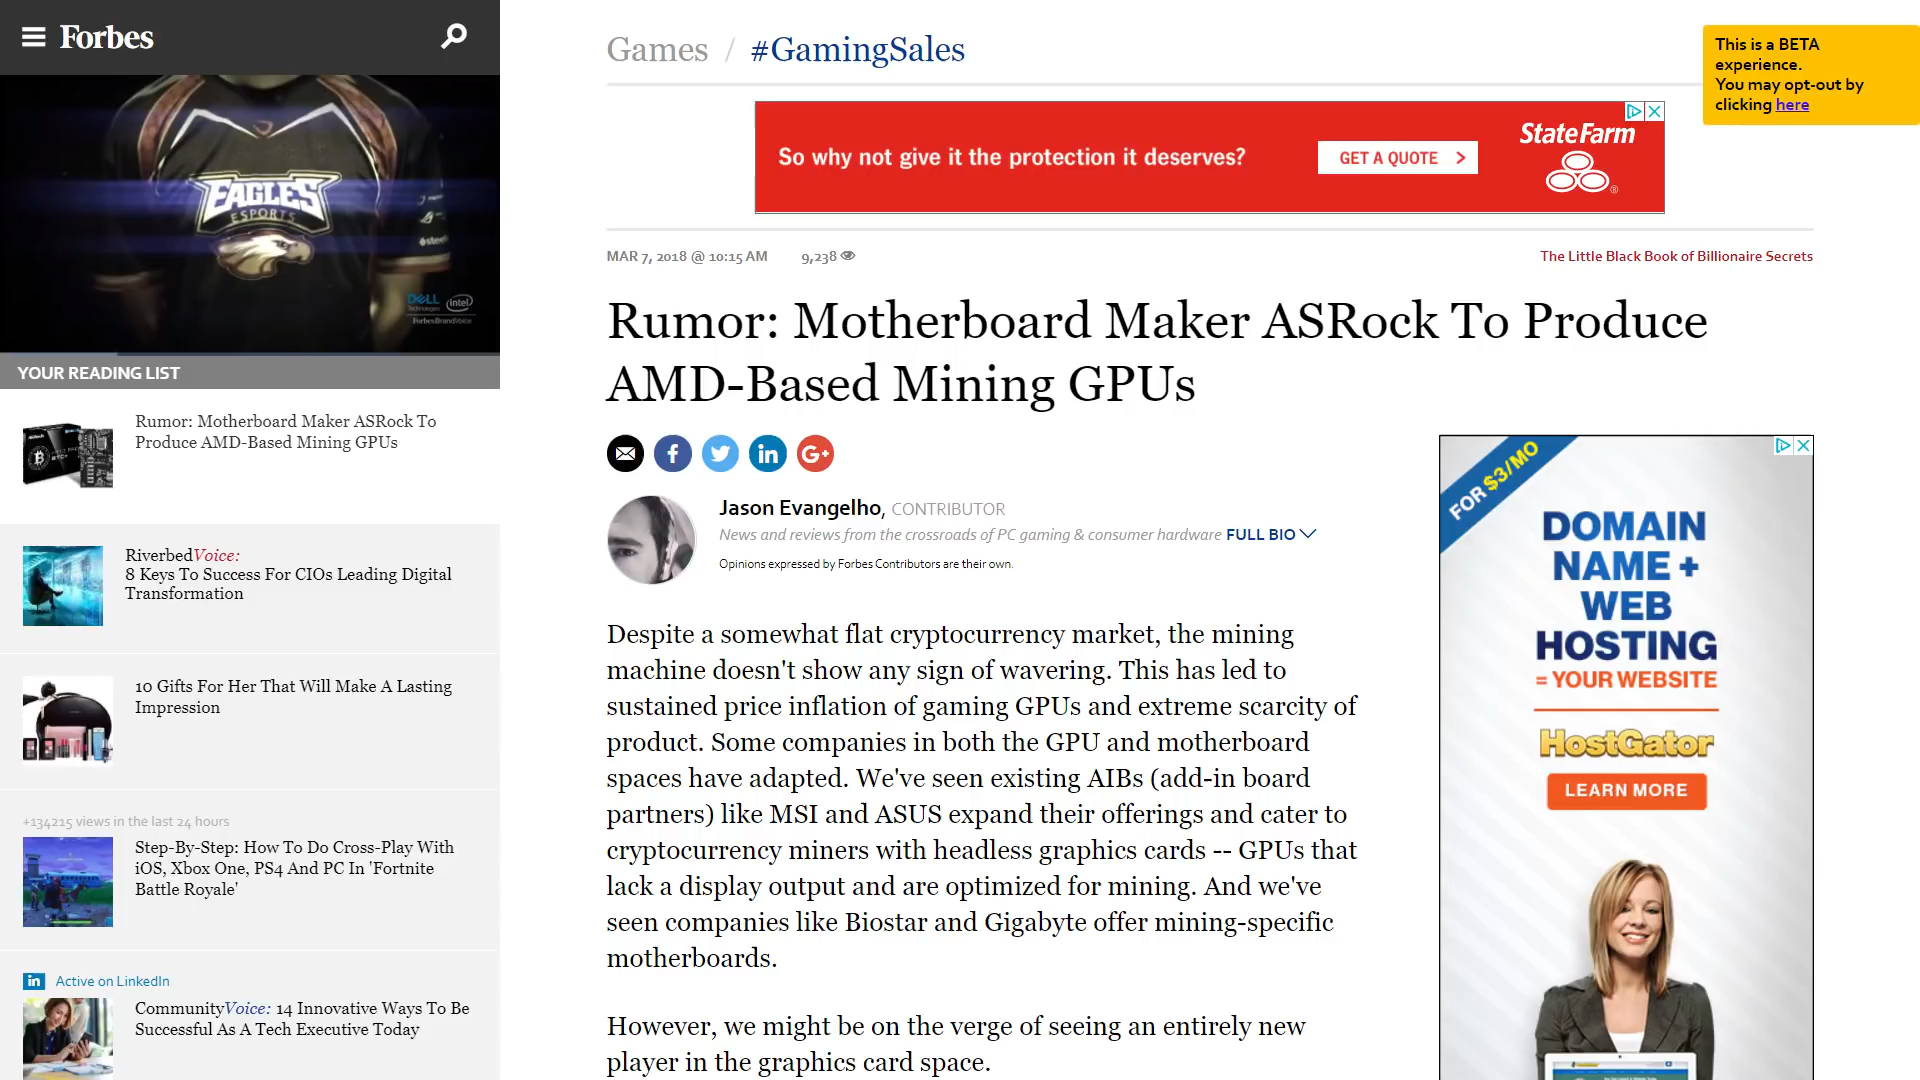 Forbes
EAGLES
ESPORTS
DELL
Technologies
intel
ForbesBrandVoice
YOUR READING LIST
Rumor: Motherboard Maker ASRock To
Produce AMD-Based Mining GPUs
RiverbedVoice:
8 Keys To Success For CIOs Leading Digital
Transformation
10 Gifts For Her That Will Make A Lasting
Impression
+134215 views in the last 24 hours
Step-By-Step: How To Do Cross-Play With
iOS, Xbox One, PS4 And PC In 'Fortnite
Battle Royale'
in Active on LinkedIn
CommunityVoice: 14 Innovative Ways To Be
Successful As A Tech Executive Today
Games / #GamingSales
This is a BETA
experience.
You may opt-out by
clicking here
So why not give it the protection it deserves?
GET A QUOTE >
StateFarm
®
MAR 7, 2018 @ 10:15 AM 9,238
The Little Black Book of Billionaire Secrets
Rumor: Motherboard Maker ASRock To Produce
AMD-Based Mining GPUs
f in G+
Jason Evangelho, CONTRIBUTOR
News and reviews from the crossroads of PC gaming & consumer hardware FULL BIO
Opinions expressed by Forbes Contributors are their own.
Despite a somewhat flat cryptocurrency market, the mining
machine doesn't show any sign of wavering. This has led to
sustained price inflation of gaming GPUs and extreme scarcity of
product. Some companies in both the GPU and motherboard
spaces have adapted. We've seen existing AIBs (add-in board
partners) like MSI and ASUS expand their offerings and cater to
cryptocurrency miners with headless graphics cards -- GPUs that
lack a display output and are optimized for mining. And we've
seen companies like Biostar and Gigabyte offer mining-specific
motherboards.
However, we might be on the verge of seeing an entirely new
player in the graphics card space.
FOR $3/MO
DOMAIN
NAME +
WEB
HOSTING
= YOUR WEBSITE
HostGator
LEARN MORE